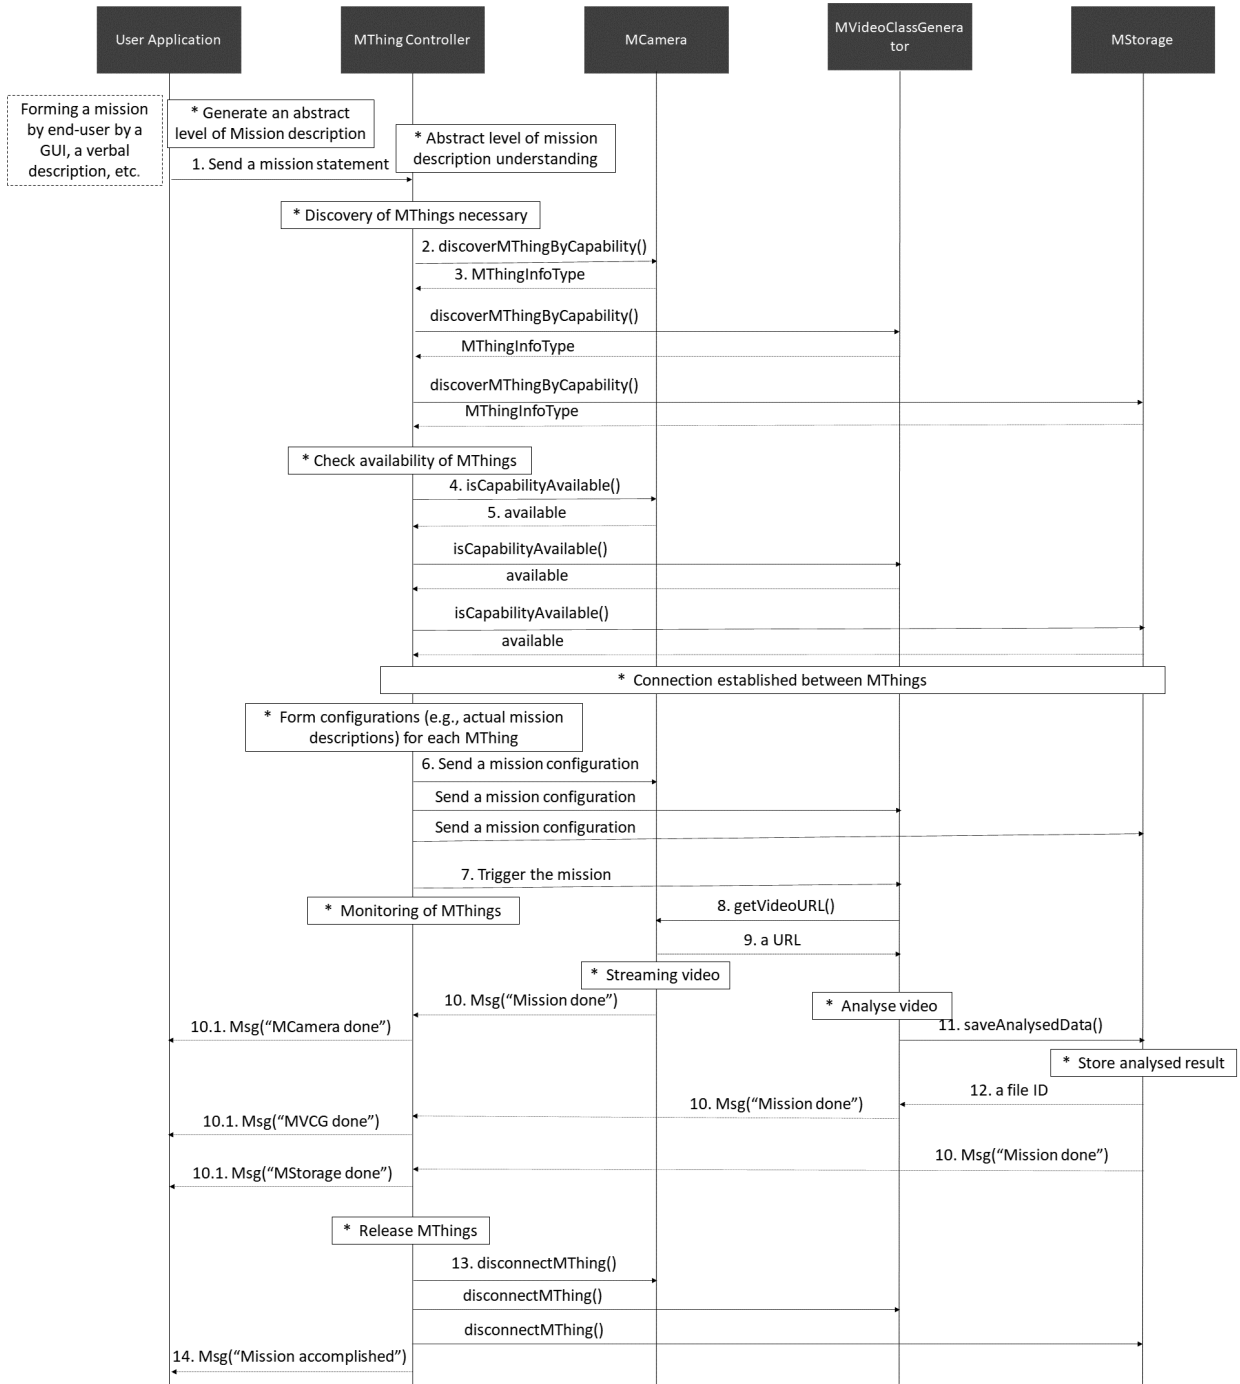 User Application
MThing Controller
MCamera
MVideoClassGenera
tor
MStorage
Forming a mission
by end-user by a
GUI, a verbal
description, etc.
* Generate an abstract
level of Mission description
* Abstract level of mission
description understanding
1. Send a mission statement
* Discovery of MThings necessary
2. discoverMThingByCapability()
3. MThingInfoType
discoverMThingByCapability()
MThingInfoType
discoverMThingByCapability()
MThingInfoType
* Check availability of MThings
4. isCapabilityAvailable()
5. available
isCapabilityAvailable()
available
isCapabilityAvailable()
available
* Connection established between MThings
* Form configurations (e.g., actual mission
descriptions) for each MThing
6. Send a mission configuration
Send a mission configuration
Send a mission configuration
7. Trigger the mission
* Monitoring of MThings
8. getVideoURL()
9. a URL
* Streaming video
10. Msg(“Mission done”)
* Analyse video
10.1. Msg(“MCamera done”)
11. saveAnalysedData()
* Store analysed result
12. a file ID
10. Msg(“Mission done”)
10.1. Msg(“MVCG done”)
10. Msg(“Mission done”)
10.1. Msg(“MStorage done”)
* Release MThings
13. disconnectMThing()
disconnectMThing()
disconnectMThing()
14. Msg(“Mission accomplished”)